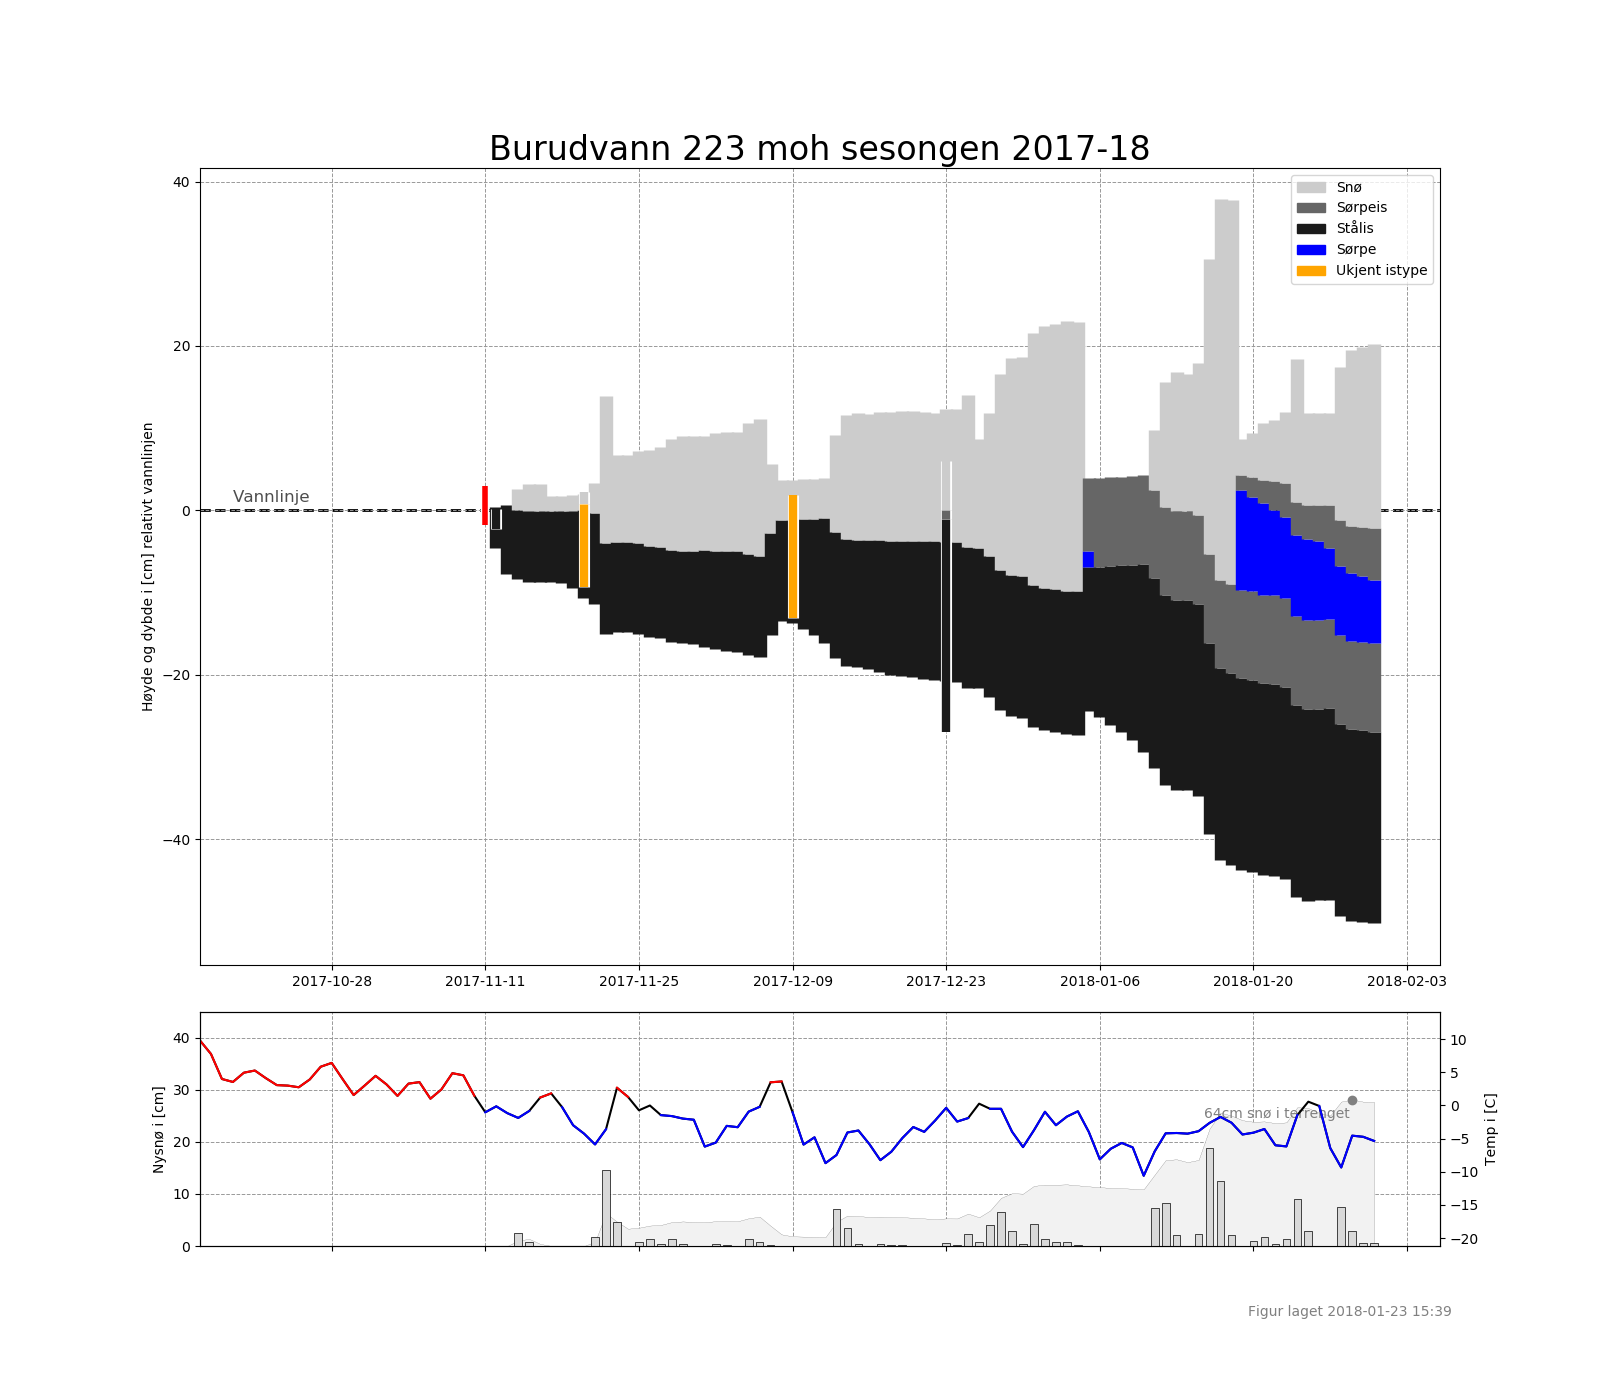 Burudvann 223 moh sesongen 2017-18
Høyde og dybde i [cm] relativt vannlinjen
40
20
0
−20
−40
Vannlinje
Snø
Sørpeis
Stålis
Sørpe
Ukjent istype
2017-10-28 2017-11-11 2017-11-25 2017-12-09 2017-12-23 2018-01-06 2018-01-20 2018-02-03
Nysnø i [cm]
40
30
20
10
0
64cm snø i terrenget
10
5
0
−5
−10
−15
−20
Temp i [C]
Figur laget 2018-01-23 15:39